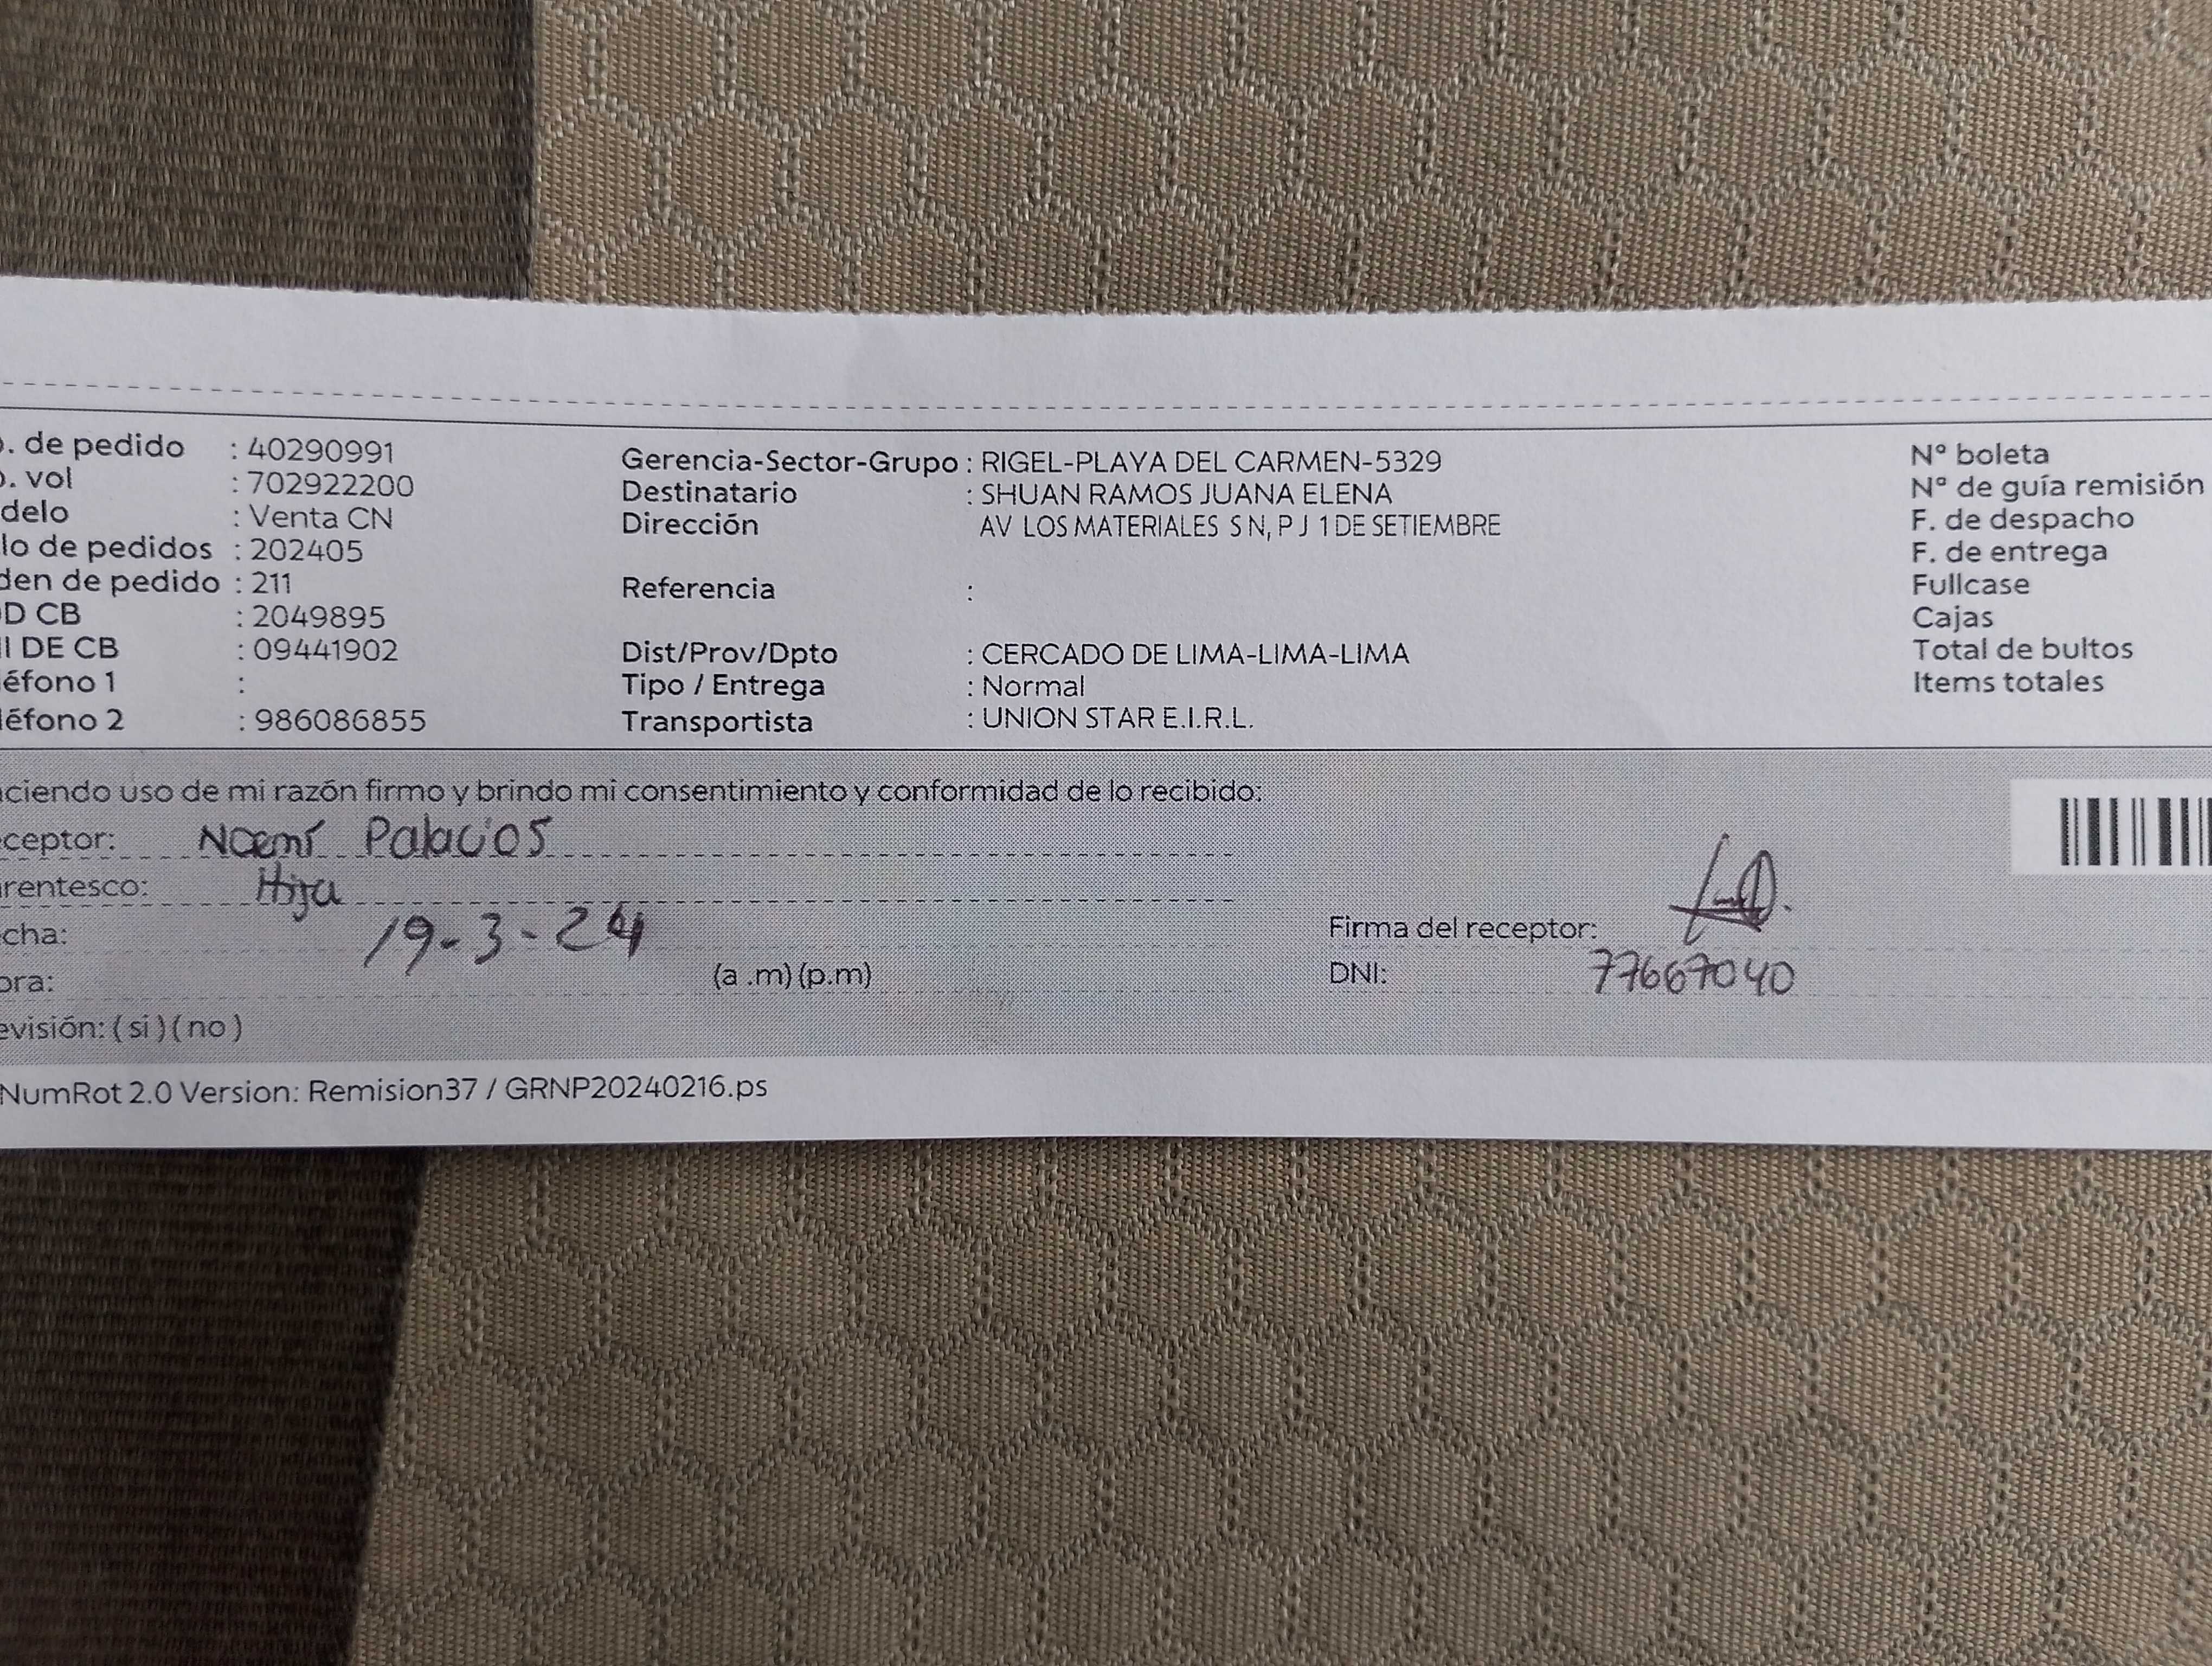 . de pedido : 40290991
. vol : 702922200
delo : Venta CN
lo de pedidos : 202405
den de pedido : 211
D CB : 2049895
I DE CB : 09441902
éfono 1 :
léfono 2 : 986086855
Gerencia-Sector-Grupo : RIGEL-PLAYA DEL CARMEN-5329
Destinatario : SHUAN RAMOS JUANA ELENA
Dirección AV LOS MATERIALES S N, P J 1 DE SETIEMBRE
Referencia :
Dist/Prov/Dpto : CERCADO DE LIMA-LIMA-LIMA
Tipo / Entrega : Normal
Transportista : UNION STAR E.I.R.L.
N° boleta
Nº de guía remisión
F. de despacho
F. de entrega
Fullcase
Cajas
Total de bultos
Items totales
ciendo uso de mi razón firmo y brindo mi consentimiento y conformidad de lo recibido:
ceptor: Noemí Palacios
rentesco: Hija
cha: 19-3-24
ora: (a .m) (p.m)
evisión: ( si ) ( no )
Firma del receptor:
DNI: 77667040
NumRot 2.0 Version: Remision37 / GRNP20240216.ps